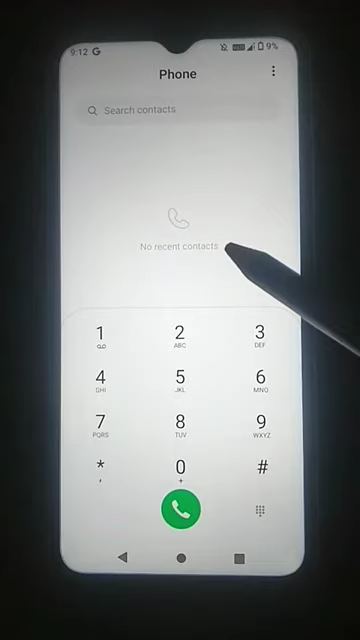 9:12 G 9%
Phone
Search contacts
No recent contacts
1 2 3
ABC DEF
4 5 6
GHI JKL MNO
7 8 9
PQRS TUV WXYZ
* 0 #
, +